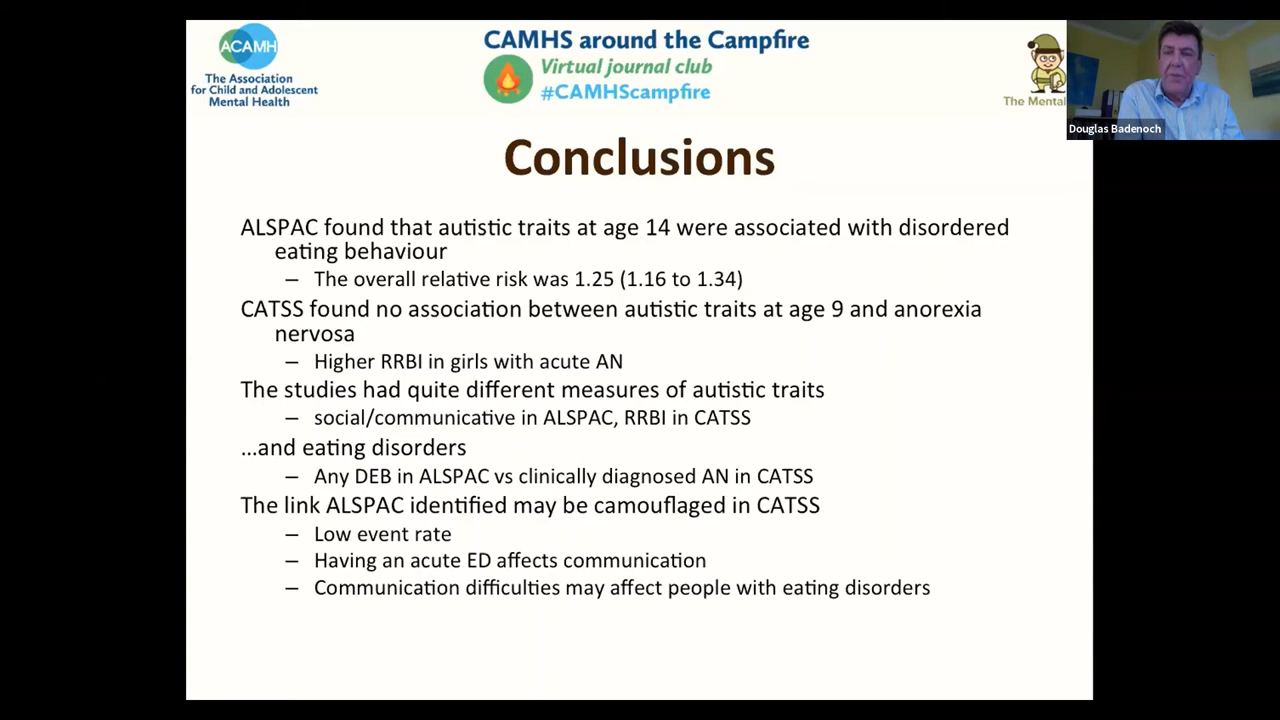 ACAMH
The Association
for Child and Adolescent
Mental Health
CAMHS around the Campfire
Virtual journal club
#CAMHScampfire
The Mental
Douglas Badenoch
Conclusions
ALSPAC found that autistic traits at age 14 were associated with disordered
eating behaviour
– The overall relative risk was 1.25 (1.16 to 1.34)
CATSS found no association between autistic traits at age 9 and anorexia
nervosa
– Higher RRBI in girls with acute AN
The studies had quite different measures of autistic traits
– social/communicative in ALSPAC, RRBI in CATSS
…and eating disorders
– Any DEB in ALSPAC vs clinically diagnosed AN in CATSS
The link ALSPAC identified may be camouflaged in CATSS
– Low event rate
– Having an acute ED affects communication
– Communication difficulties may affect people with eating disorders